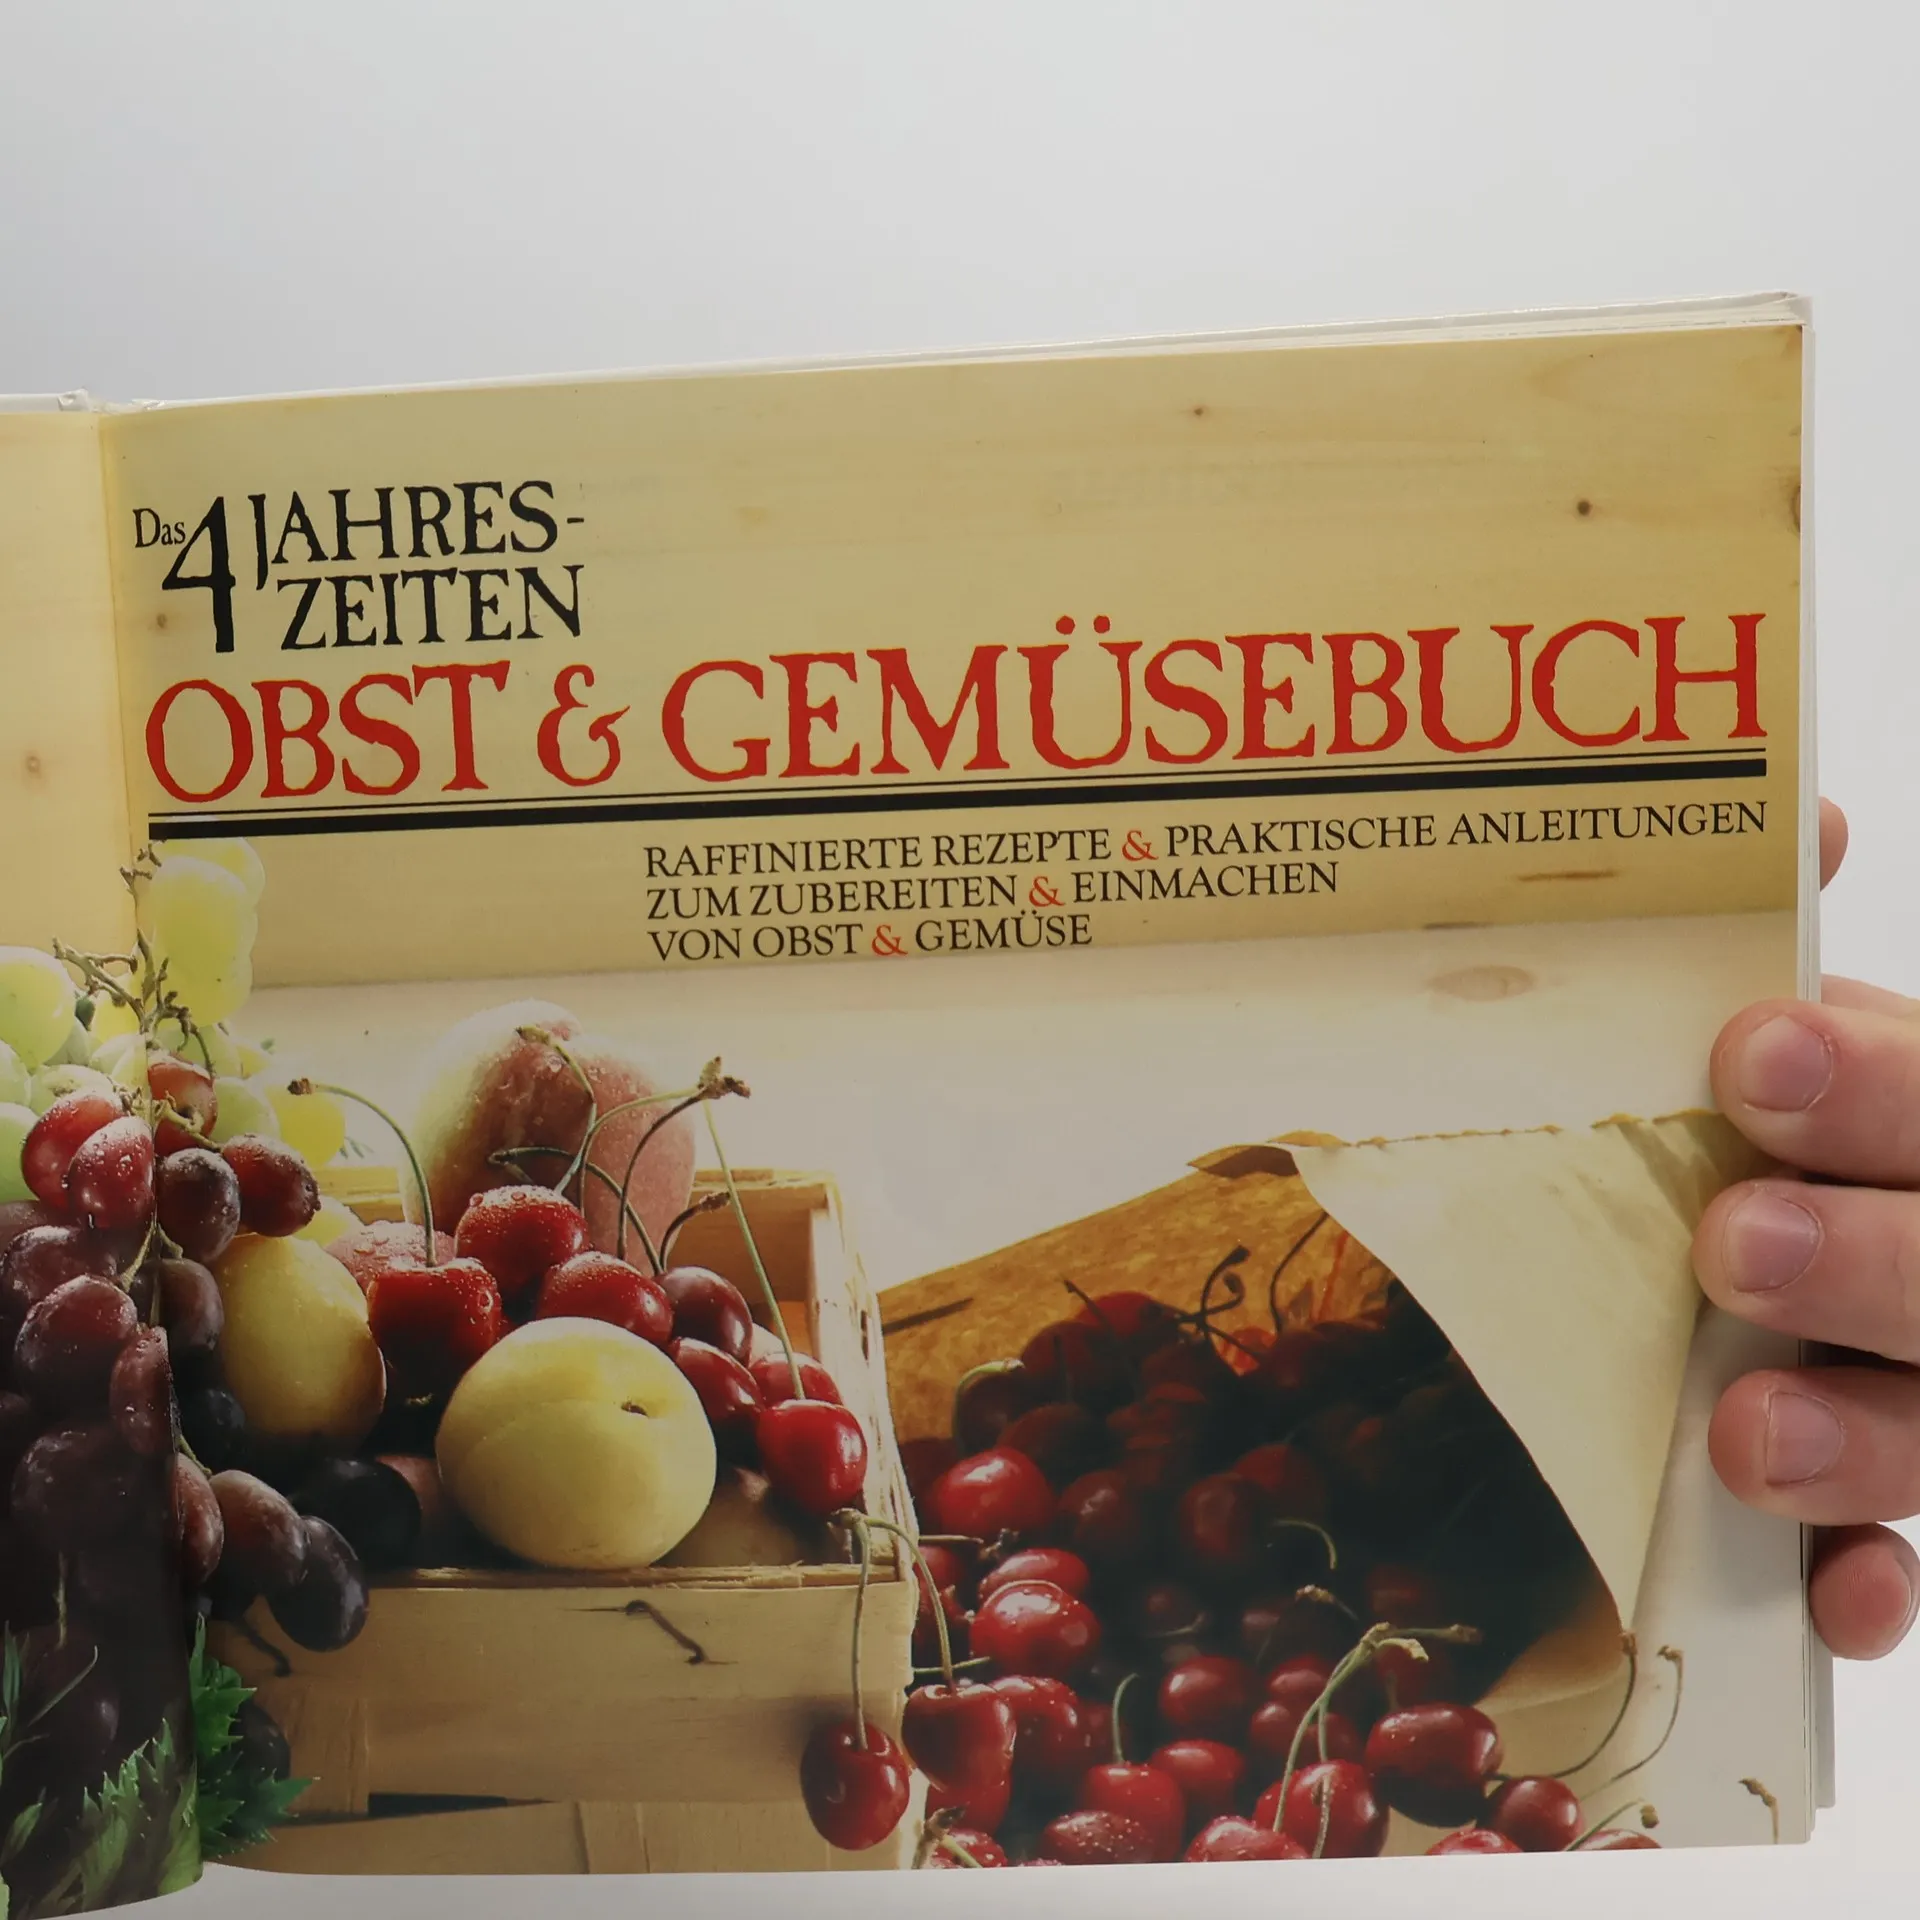 Das 4 JAHRES-
ZEITEN
OBST & GEMÜSEBUCH
RAFFINIERTE REZEPTE & PRAKTISCHE ANLEITUNGEN
ZUM ZUBEREITEN & EINMACHEN
VON OBST & GEMÜSE